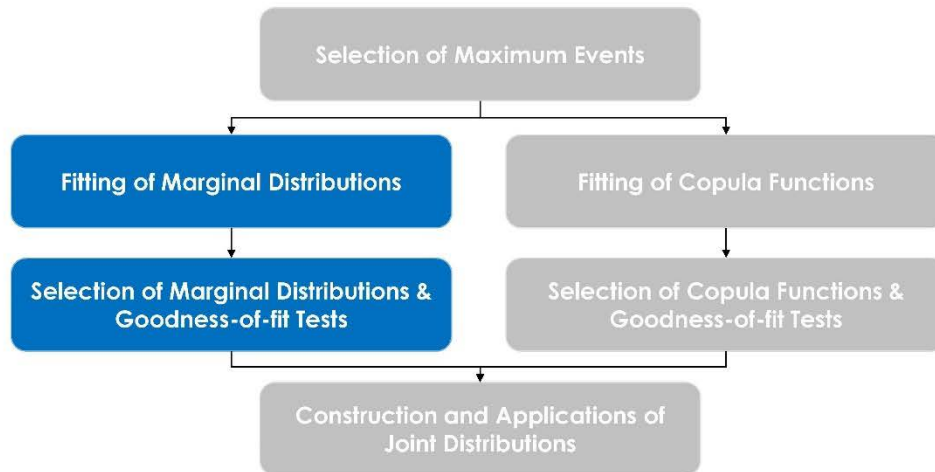 Selection of Maximum Events
Fitting of Marginal Distributions
Fitting of Copula Functions
Selection of Marginal Distributions &
Goodness-of-fit Tests
Selection of Copula Functions &
Goodness-of-fit Tests
Construction and Applications of
Joint Distributions